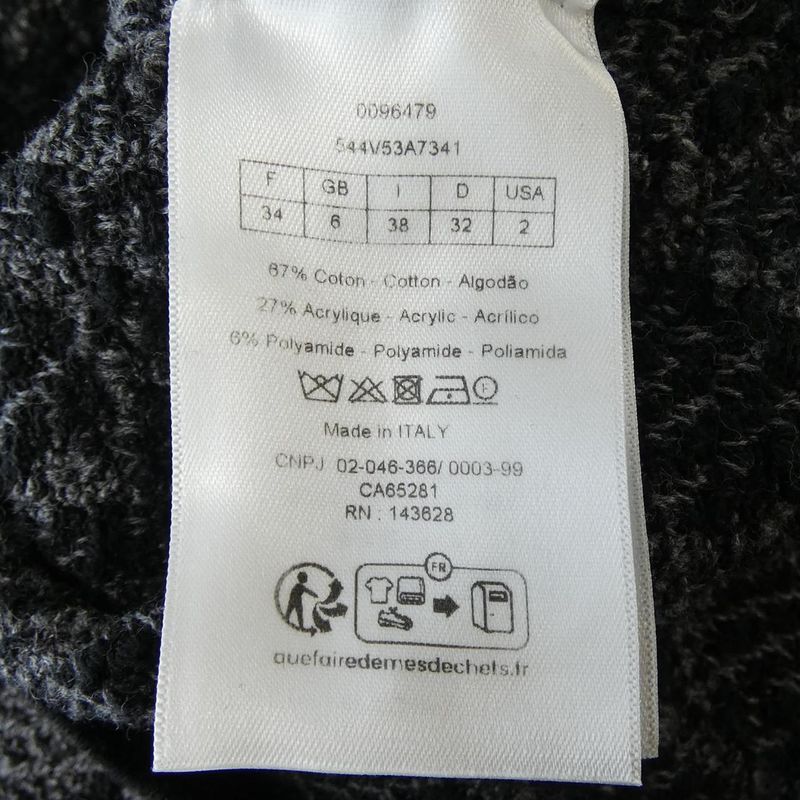 0096479
544V53A7341
F GB I D USA
34 6 38 32 2
67% Coton - Cotton - Algodão
27% Acrylique - Acrylic - Acrílico
6% Polyamide - Polyamide - Poliamida
F
Made in ITALY
CNPJ 02-046-366/ 0003-99
CA65281
RN : 143628
FR
quefairedemesdechets.fr